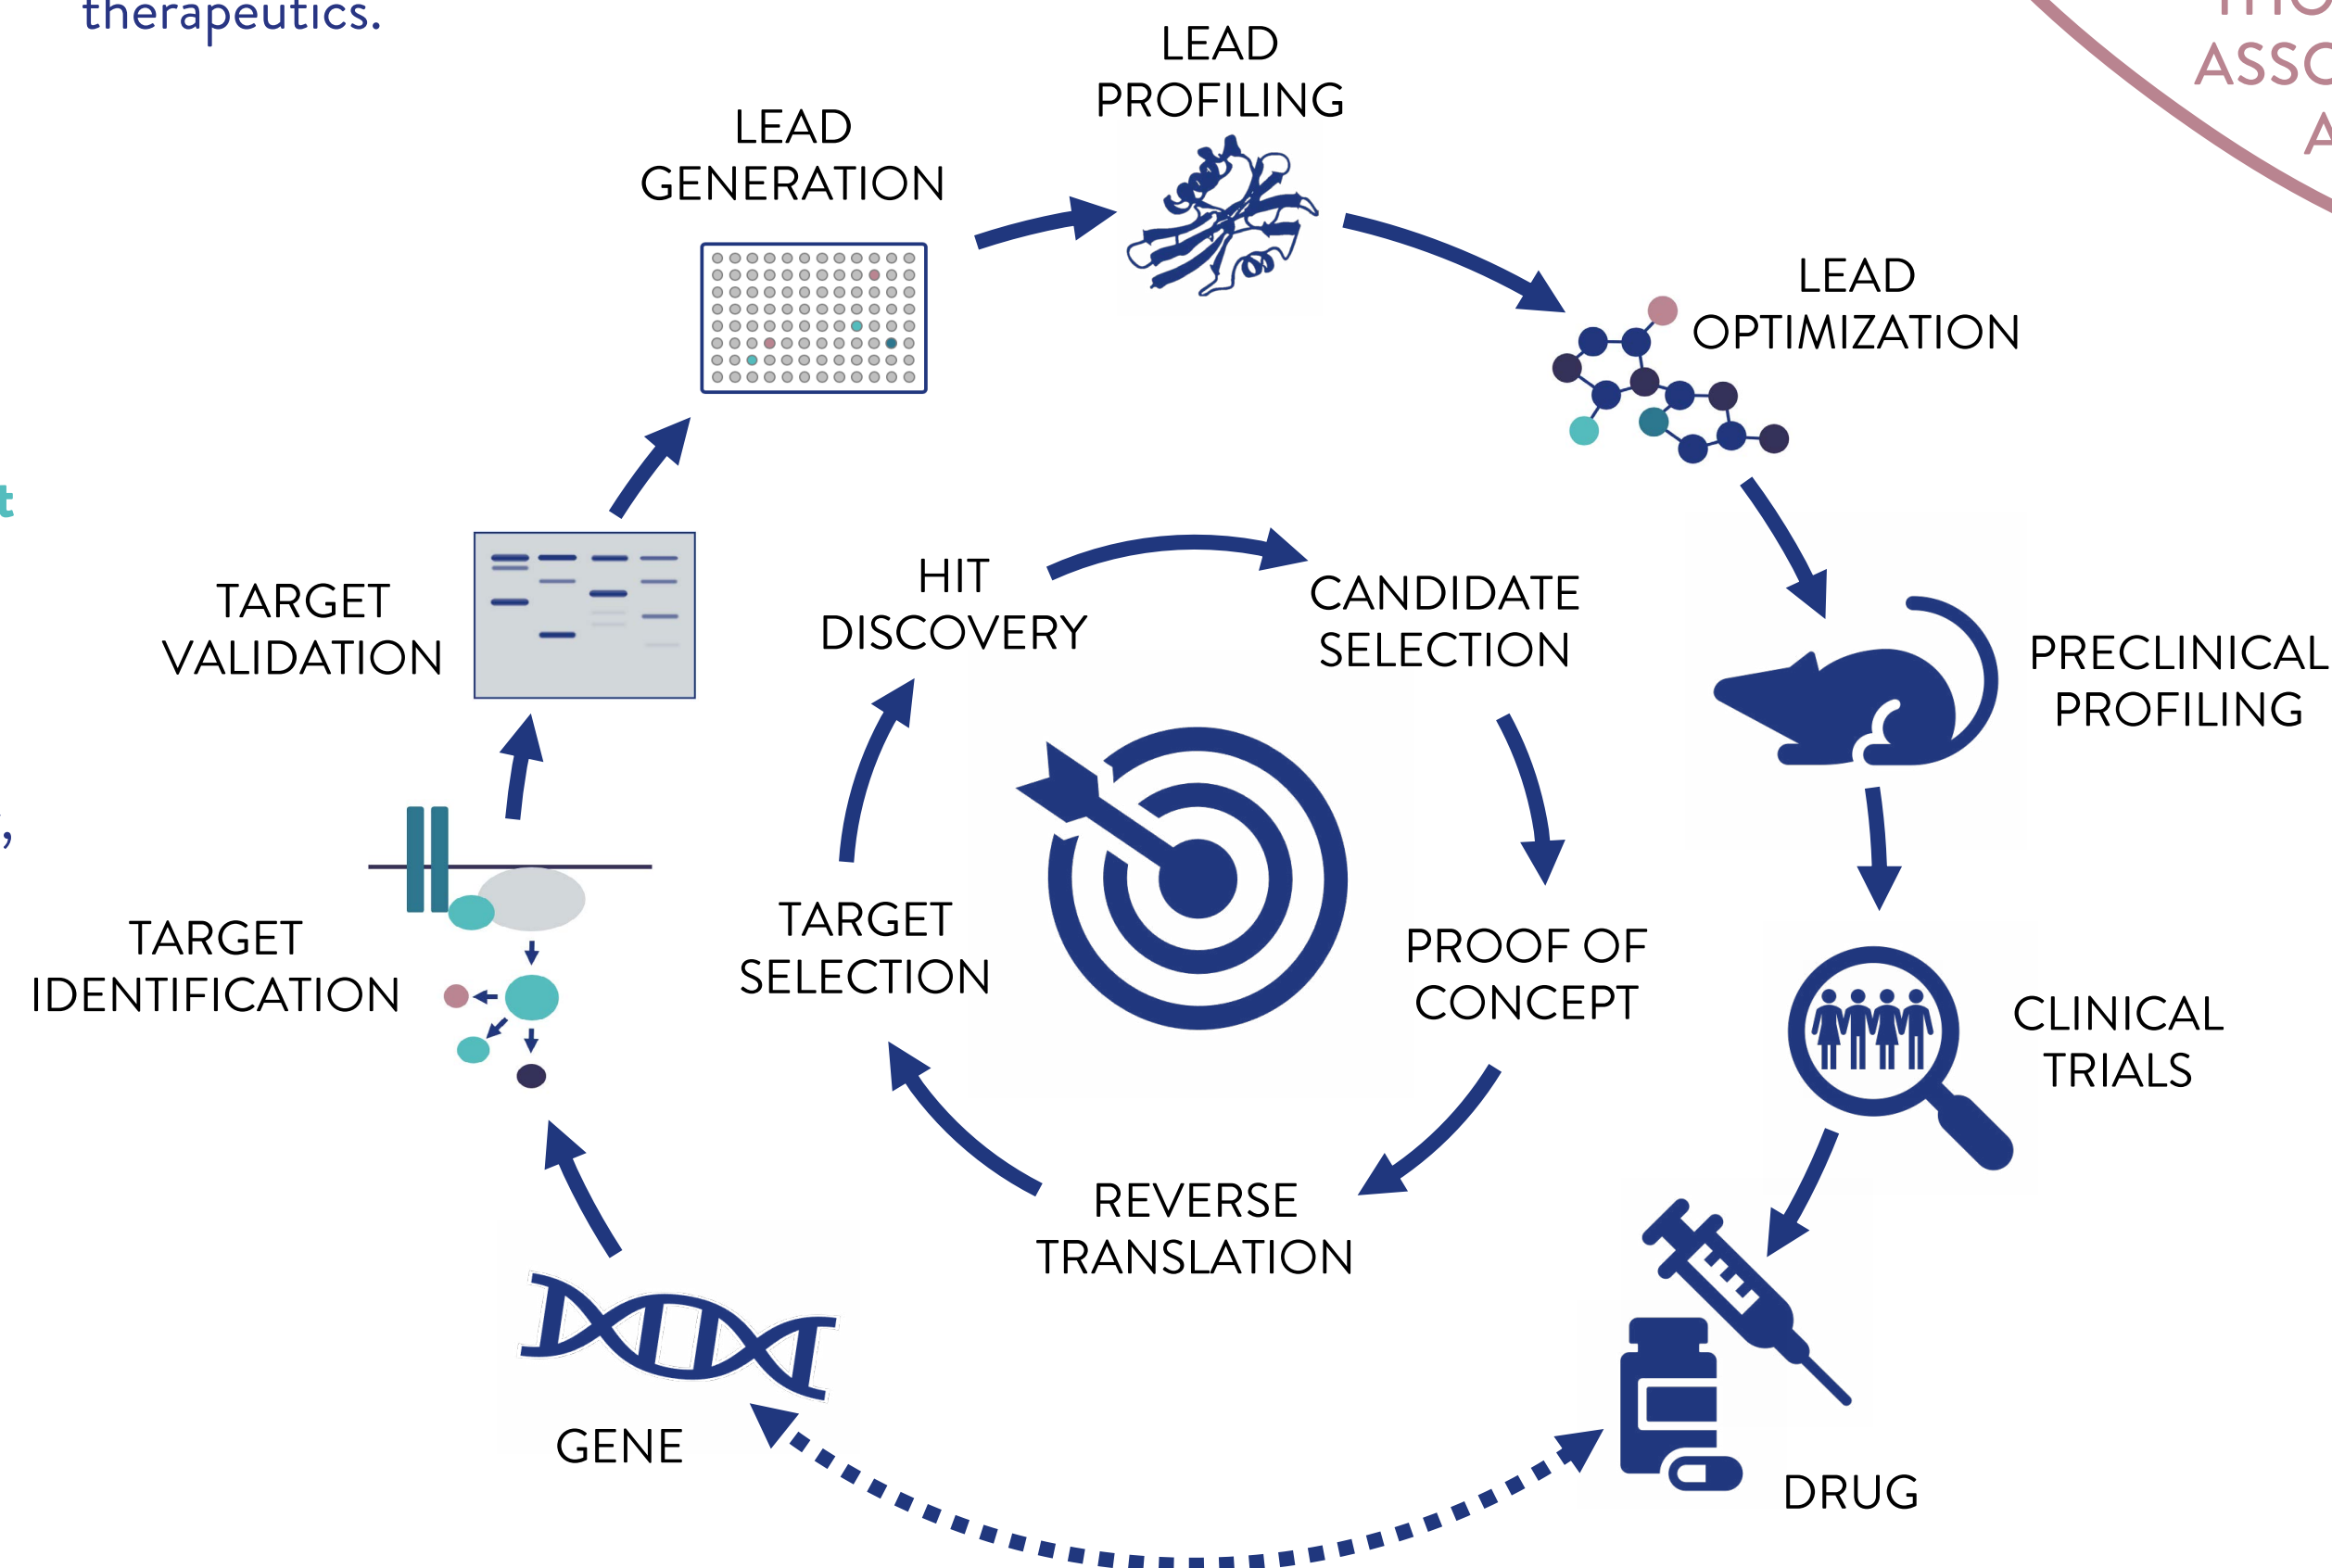 therapeutics.
LEAD
PROFILING
LEAD
GENERATION
LEAD
OPTIMIZATION
TARGET
VALIDATION
HIT
DISCOVERY
CANDIDATE
SELECTION
PRECLINICAL
PROFILING
TARGET
IDENTIFICATION
TARGET
SELECTION
PROOF OF
CONCEPT
CLINICAL
TRIALS
REVERSE
TRANSLATION
GENE
DRUG